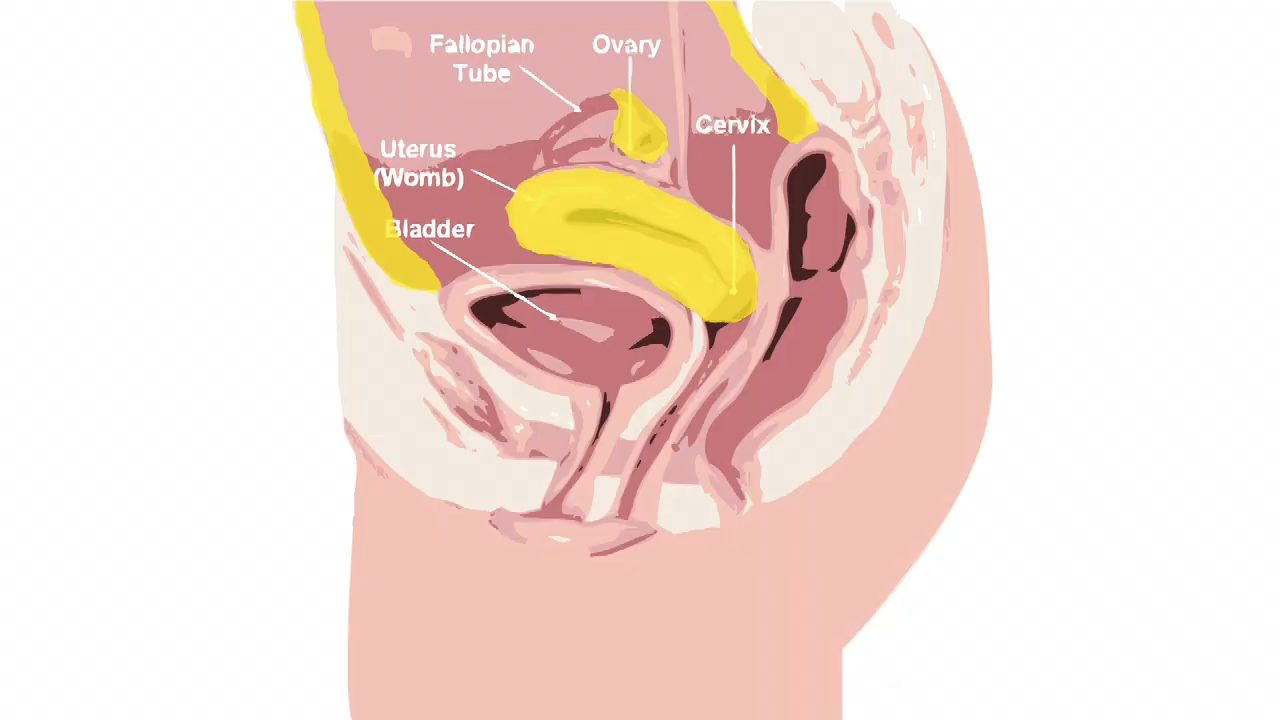 Fallopian
Tube
Ovary
Cervix
Uterus
(Womb)
Bladder